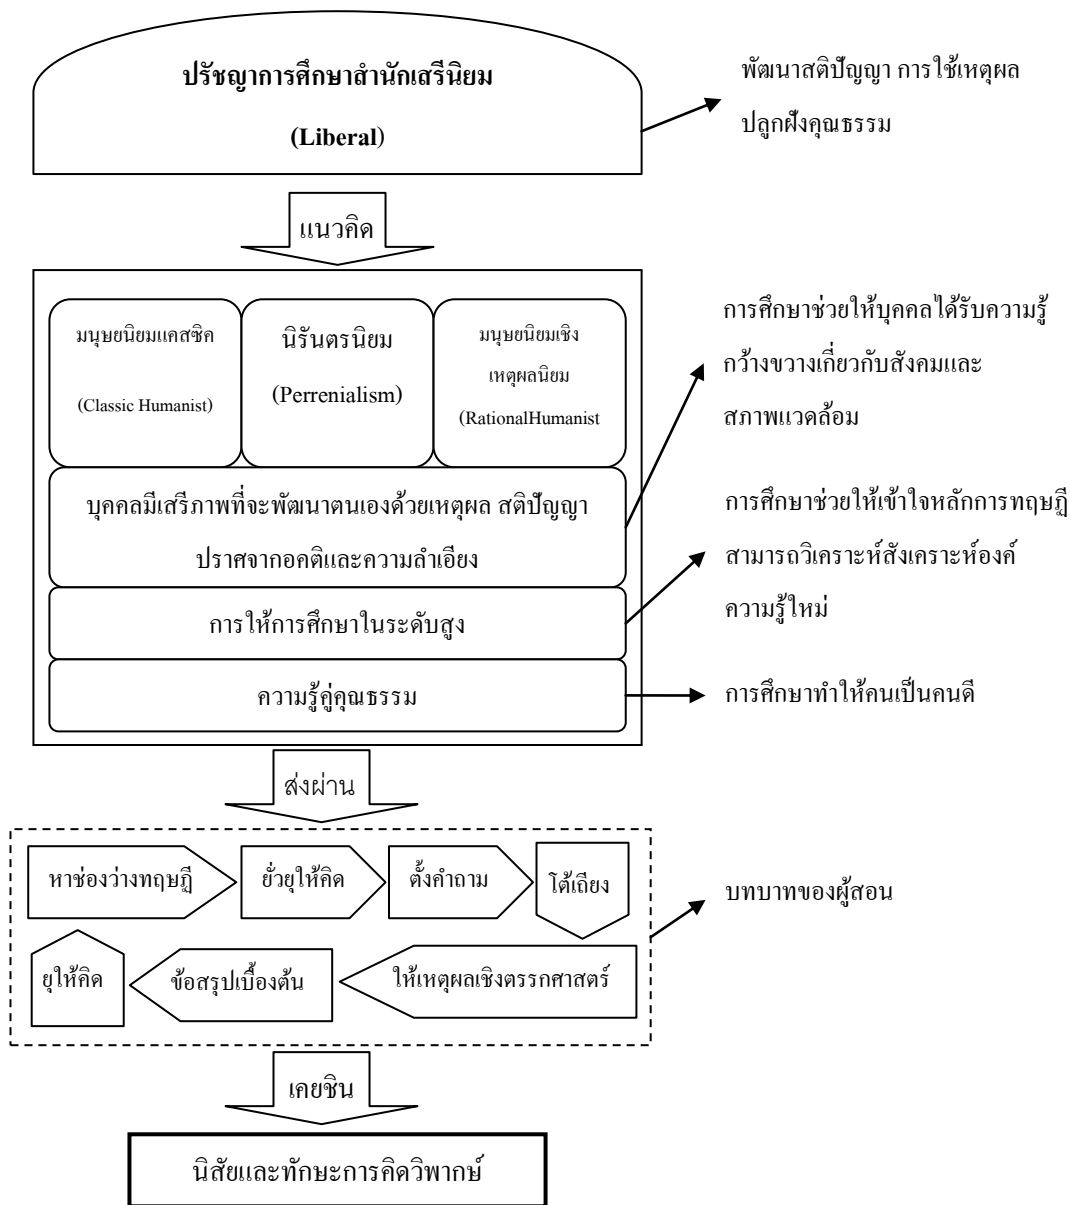 ปรัชญาการศึกษาสำนักเสรีนิยม
(Liberal)
พัฒนาสติปัญญา การใช้เหตุผล
ปลูกฝังคุณธรรม
แนวคิด
มนุษยนิยมแคสซิค
(Classic Humanist)
นิรันตรนิยม
(Perrenialism)
มนุษยนิยมเชิง
เหตุผลนิยม
(RationalHumanist
การศึกษาช่วยให้บุคคลได้รับความรู้
กว้างขวางเกี่ยวกับสังคมและ
สภาพแวดล้อม
บุคคลมีเสรีภาพที่จะพัฒนาตนเองด้วยเหตุผล สติปัญญา
ปราศจากอคติและความลำเอียง
การศึกษาช่วยให้เข้าใจหลักการทฤษฎี
สามารถวิเคราะห์สังเคราะห์องค์
ความรู้ใหม่
การให้การศึกษาในระดับสูง
ความรู้คู่คุณธรรม
การศึกษาทำให้คนเป็นคนดี
ส่งผ่าน
หาช่องว่างทฤษฎี
ยั่วยุให้คิด
ตั้งคำถาม
โต้เถียง
บทบาทของผู้สอน
ยุให้คิด
ข้อสรุปเบื้องต้น
ให้เหตุผลเชิงตรรกศาสตร์
เคยชิน
นิสัยและทักษะการคิดวิพากษ์